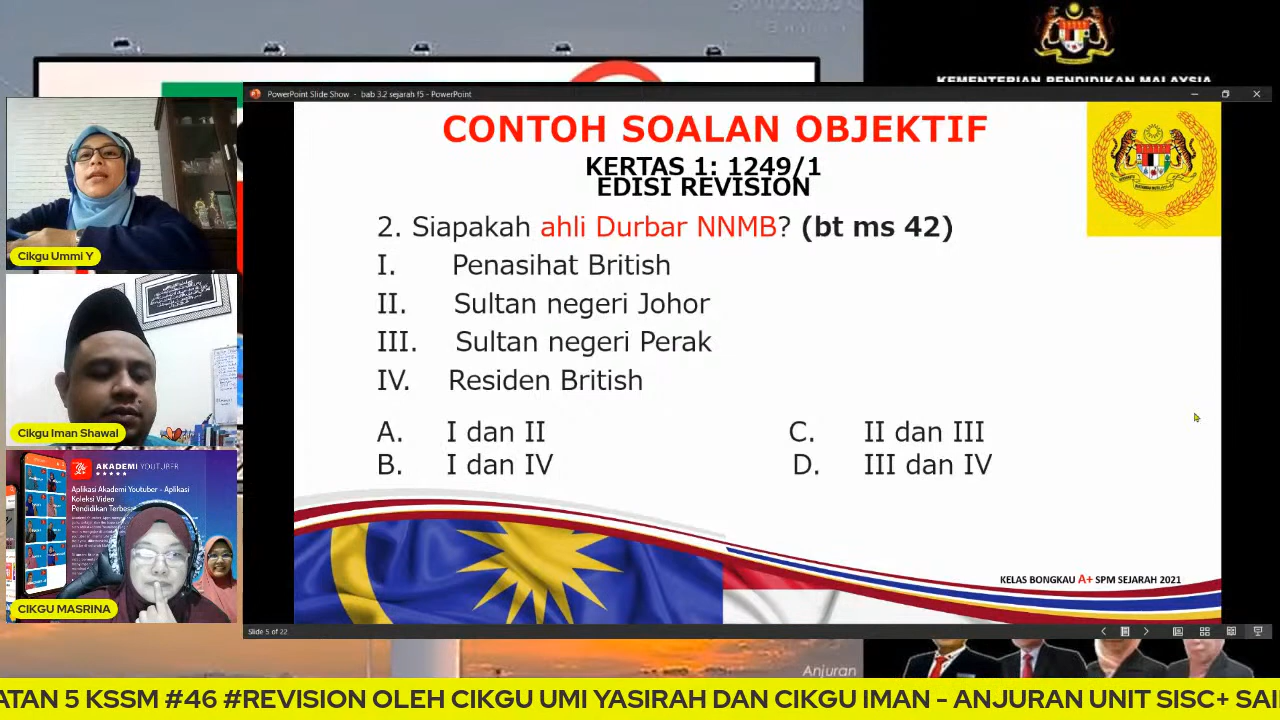 KEMENTERIAN PENDIDIKAN MALAYSIA
PowerPoint Slide Show - bab 3.2 sejarah f5 - PowerPoint
CONTOH SOALAN OBJEKTIF
KERTAS 1: 1249/1
EDISI REVISION
2. Siapakah ahli Durbar NNMB? (bt ms 42)
I. Penasihat British
II. Sultan negeri Johor
III. Sultan negeri Perak
IV. Residen British
A. I dan II
B. I dan IV
C. II dan III
D. III dan IV
KELAS BONGKAU A+ SPM SEJARAH 2021
Slide 5 of 22
Cikgu Ummi Y
Cikgu Iman Shawal
AKADEMI YOUTUBER
Aplikasi Akademi Youtuber - Aplikasi
Koleksi Video
Pendidikan Terbesar
CIKGU MASRINA
Anjuran
ATAN 5 KSSM #46 #REVISION OLEH CIKGU UMI YASIRAH DAN CIKGU IMAN - ANJURAN UNIT SISC+ SAI